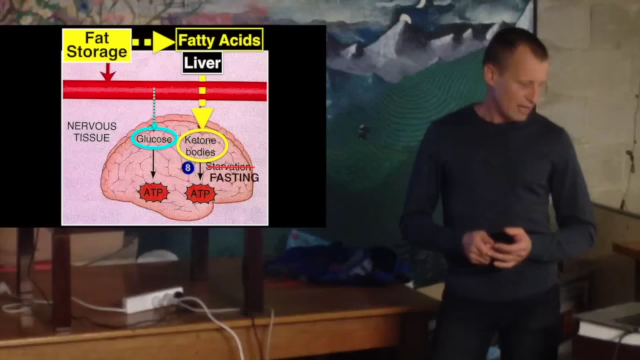 Fat
Storage
Fatty Acids
Liver
NERVOUS
TISSUE
Glucose
Ketone
bodies
8
Starvation
FASTING
ATP
ATP